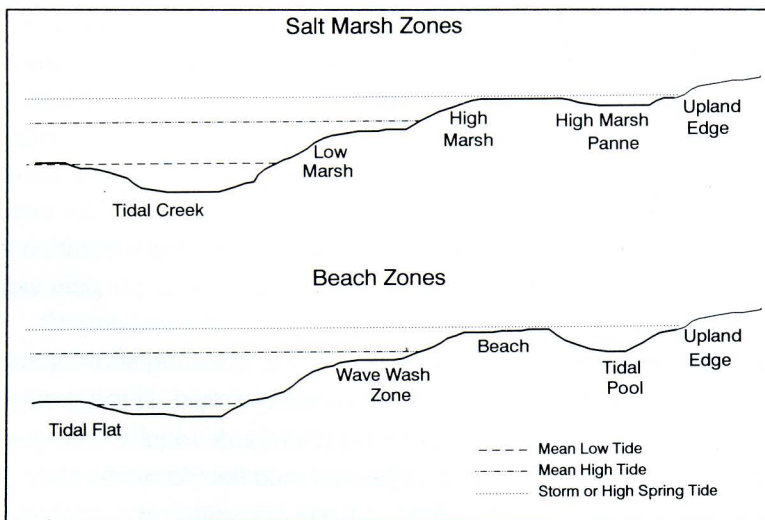 Salt Marsh Zones
Upland
Edge
High
Marsh
High Marsh
Panne
Low
Marsh
Tidal Creek
Beach Zones
Upland
Edge
Beach
Tidal
Pool
Wave Wash
Zone
Tidal Flat
Mean Low Tide
Mean High Tide
Storm or High Spring Tide